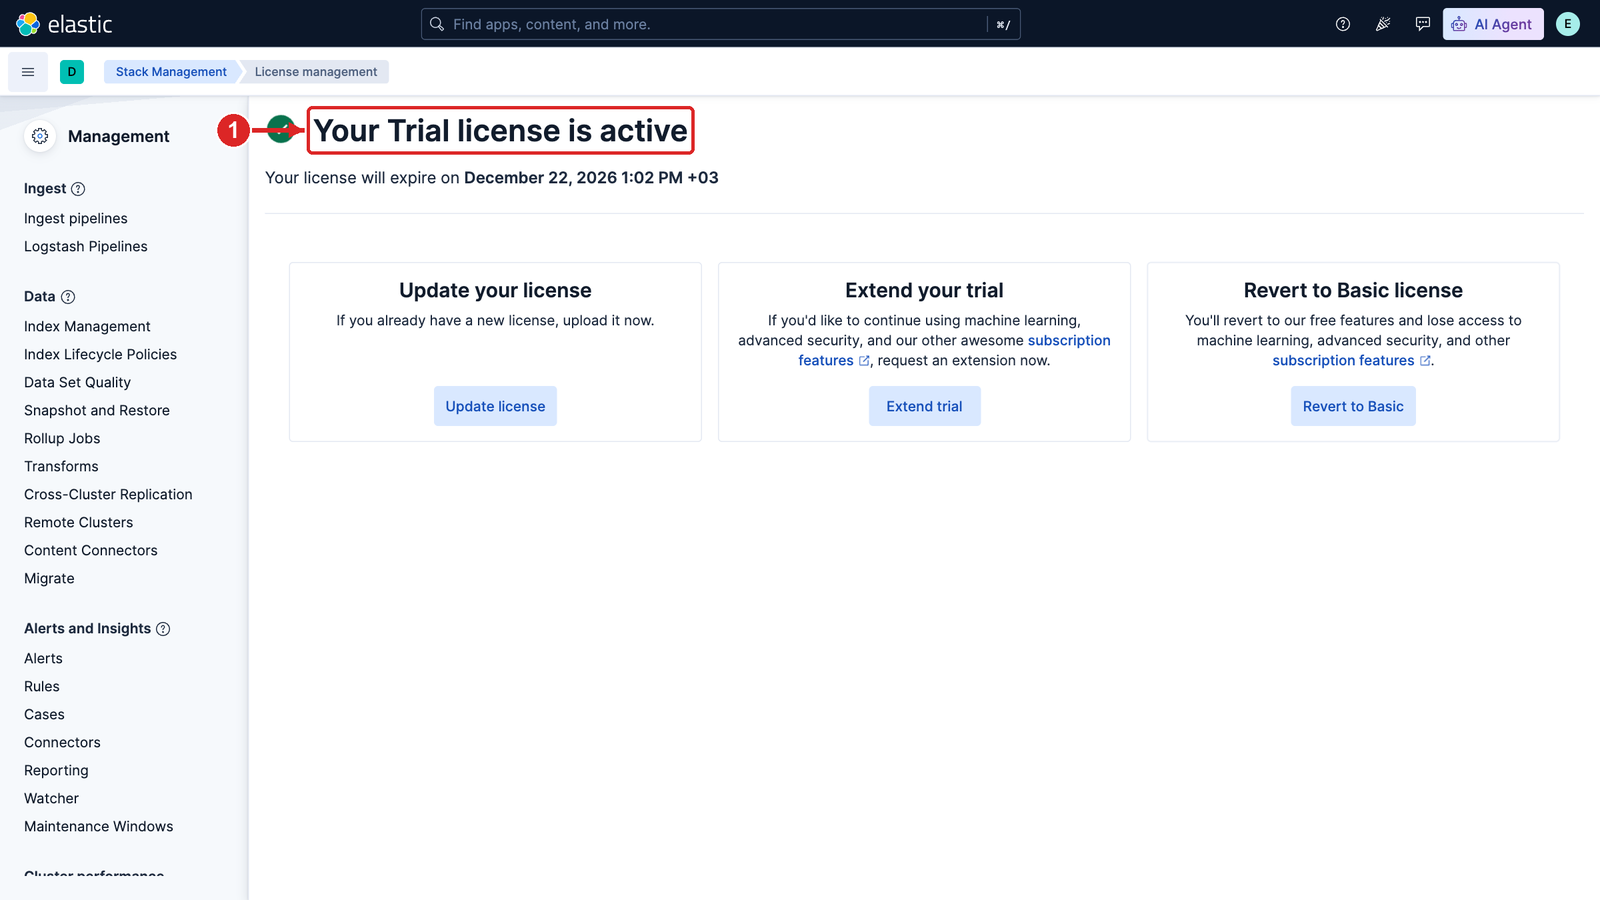 elastic
Find apps, content, and more.
⌘/
AI Agent
E
D
Stack Management
License management
Management
Ingest
Ingest pipelines
Logstash Pipelines
Data
Index Management
Index Lifecycle Policies
Data Set Quality
Snapshot and Restore
Rollup Jobs
Transforms
Cross-Cluster Replication
Remote Clusters
Content Connectors
Migrate
Alerts and Insights
Alerts
Rules
Cases
Connectors
Reporting
Watcher
Maintenance Windows
Cluster performance
1
Your Trial license is active
Your license will expire on December 22, 2026 1:02 PM +03
Update your license
If you already have a new license, upload it now.
Update license
Extend your trial
If you'd like to continue using machine learning,
advanced security, and our other awesome subscription
features, request an extension now.
Extend trial
Revert to Basic license
You'll revert to our free features and lose access to
machine learning, advanced security, and other
subscription features.
Revert to Basic